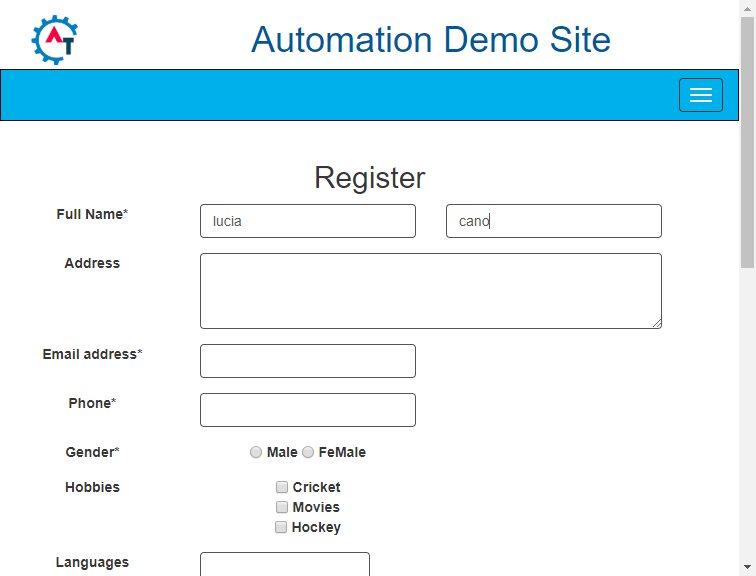 AT
Automation Demo Site
Register
Full Name*
lucia
cano
Address
Email address*
Phone*
Gender*
Male
FeMale
Hobbies
Cricket
Movies
Hockey
Languages